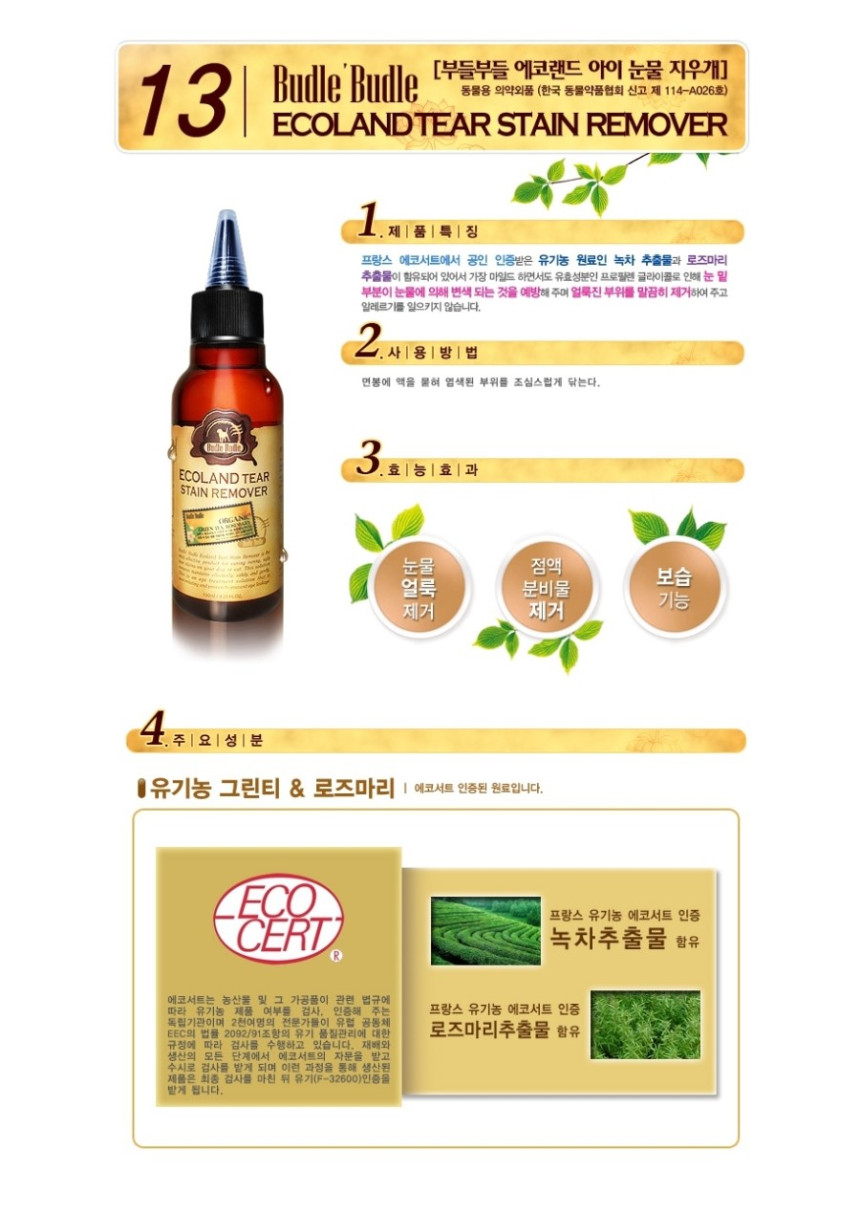 13
Budle'Budle
[부들부들 에코랜드 아이 눈물 지우개]
동물용 의약외품 (한국 동물약품협회 신고 제 114-A026호)
ECOLAND TEAR STAIN REMOVER
1.제|품|특|징
프랑스 에코서트에서 공인 인증받은 유기농 원료인 녹차 추출물과 로즈마리
추출물이 함유되어 있어서 가장 마일드 하면서도 유효성분인 프로필렌 글라이콜로 인해 눈 밑
부분이 눈물에 의해 변색 되는 것을 예방해 주며 얼룩진 부위를 말끔히 제거하여 주고
알레르기를 일으키지 않습니다.
2.사|용|방|법
면봉에 액을 묻혀 염색된 부위를 조심스럽게 닦는다.
3.효|능|효|과
눈물
얼룩
제거
점액
분비물
제거
보습
기능
Budle Budle
ECOLAND TEAR
STAIN REMOVER
ORGANIC
4.주|요|성|분
유기농 그린티 & 로즈마리 | 에코서트 인증된 원료입니다.
ECO
CERT
®
에코서트는 농산물 및 그 가공품이 관련 법규에
따라 유기농 제품 여부를 검사, 인증해 주는
독립기관이며 2천여명의 전문가들이 유럽 공동체
EEC의 법률 2092/91조항의 유기 품질관리에 대한
규정에 따라 검사를 수행하고 있습니다. 재배와
생산의 모든 단계에서 에코서트의 자문을 받고
수시로 검사를 받게 되며 이런 과정을 통해 생산된
제품은 최종 검사를 마친 뒤 유기(F-32600)인증을
받게 됩니다.
프랑스 유기농 에코서트 인증
녹차추출물 함유
프랑스 유기농 에코서트 인증
로즈마리추출물 함유